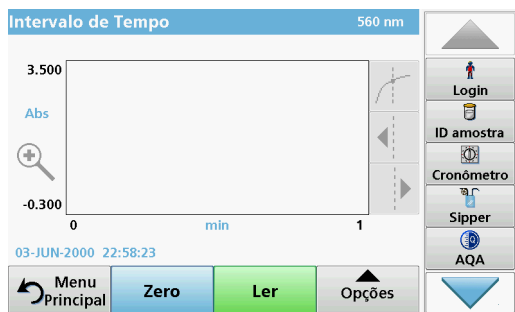 Intervalo de Tempo 560 nm
3.500
Abs
-0.300
0 min 1
03-JUN-2000 22:58:23
Menu
Principal
Zero
Ler
Opções
Login
ID amostra
Cronômetro
Sipper
AQA